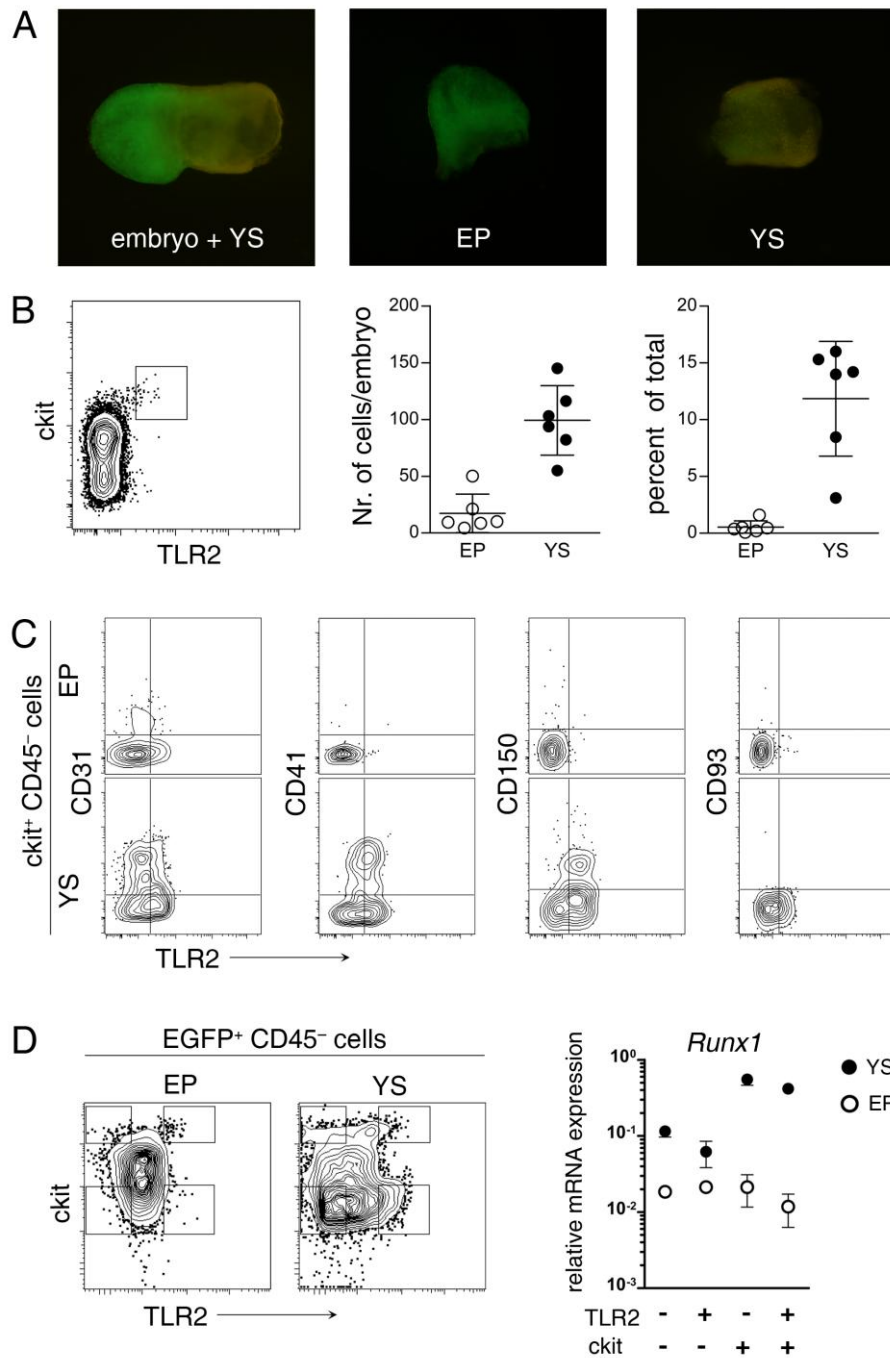 A
embryo + YS
EP
YS
B
ckit
TLR2
Nr. of cells/embryo
200
150
100
50
0
EP
YS
percent of total
20
15
10
5
0
EP
YS
C
ckit⁺ CD45⁻ cells
EP
YS
CD31
CD41
CD150
CD93
TLR2
D
EGFP⁺ CD45⁻ cells
EP
YS
ckit
TLR2
Runx1
relative mRNA expression
10⁰
10⁻¹
10⁻²
10⁻³
YS
EP
TLR2 - + - +
ckit - - + +